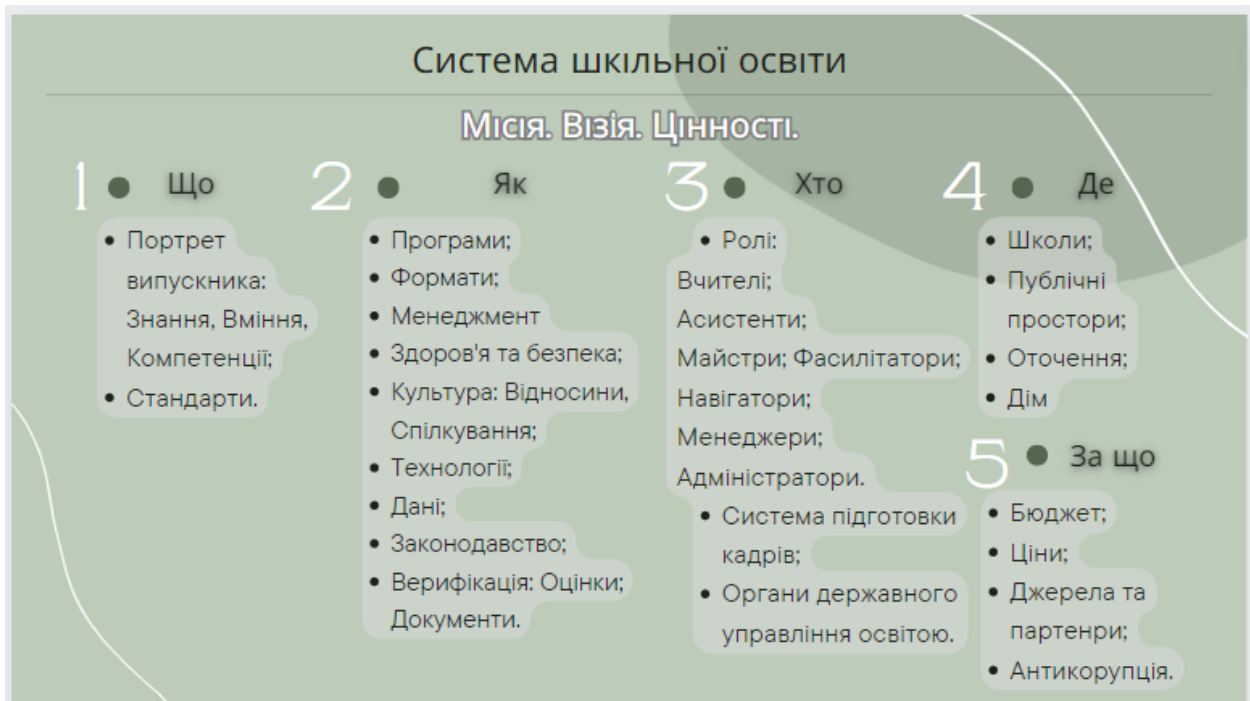 Система шкільної освіти
Місія. Візія. Цінності.
1 • Що
• Портрет
випускника:
Знання, Вміння,
Компетенції;
• Стандарти.
2 • Як
• Програми;
• Формати;
• Менеджмент
• Здоров'я та безпека;
• Культура: Відносини,
Спілкування;
• Технології;
• Дані;
• Законодавство;
• Верифікація: Оцінки;
Документи.
3 • Хто
• Ролі:
Вчителі;
Асистенти;
Майстри; Фасилітатори;
Навігатори;
Менеджери;
Адміністратори.
• Система підготовки
кадрів;
• Органи державного
управління освітою.
4 • Де
• Школи;
• Публічні
простори;
• Оточення;
• Дім
5 • За що
• Бюджет;
• Ціни;
• Джерела та
партенри;
• Антикорупція.